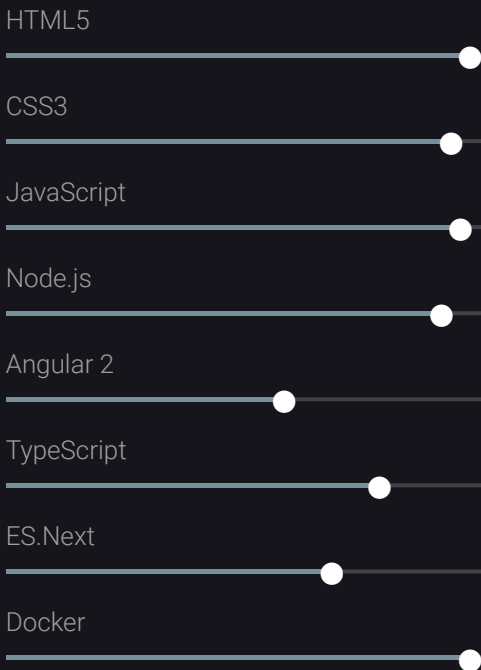 HTML5
CSS3
JavaScript
Node.js
Angular 2
TypeScript
ES.Next
Docker